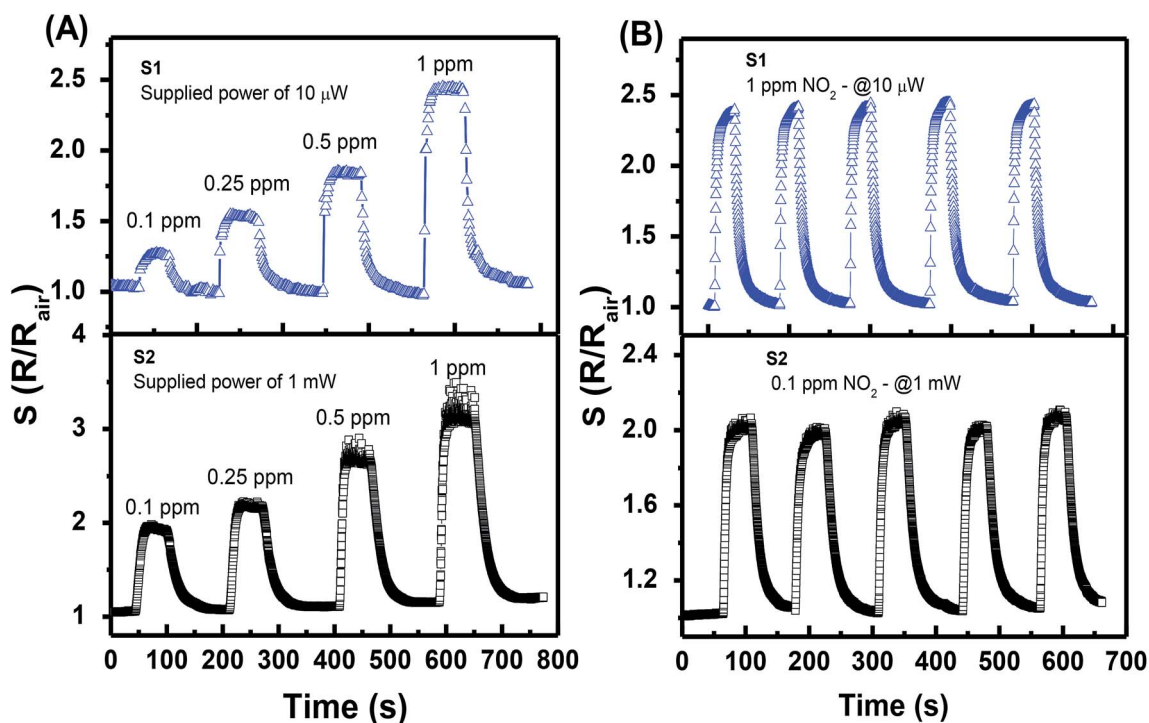 (A)
S1
Supplied power of 10 μW
0.1 ppm
0.25 ppm
0.5 ppm
1 ppm
2.5
2.0
1.5
1.0
S2
Supplied power of 1 mW
0.1 ppm
0.25 ppm
0.5 ppm
1 ppm
4
3
2
1
S (R/R_air)
0 100 200 300 400 500 600 700 800
Time (s)
(B)
S1
1 ppm NO₂ - @10 μW
2.5
2.0
1.5
1.0
S2
0.1 ppm NO₂ - @1 mW
2.4
2.0
1.6
1.2
S (R/R_air)
0 100 200 300 400 500 600 700
Time (s)